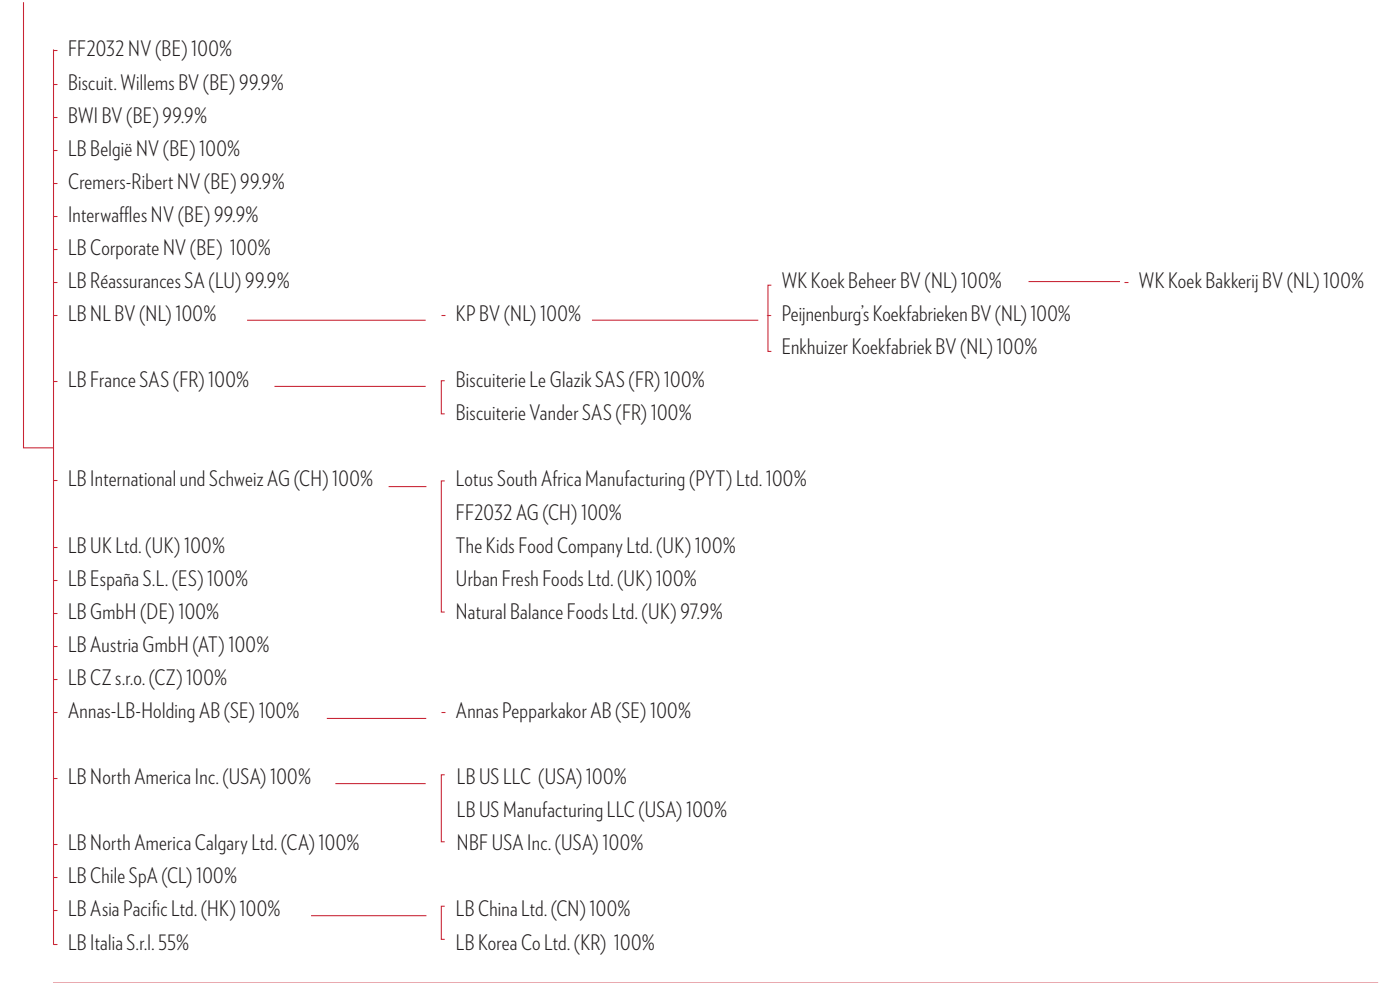 FF2032 NV (BE) 100%
Biscuit. Willems BV (BE) 99.9%
BWI BV (BE) 99.9%
LB België NV (BE) 100%
Cremers-Ribert NV (BE) 99.9%
Interwaffles NV (BE) 99.9%
LB Corporate NV (BE) 100%
LB Réassurances SA (LU) 99.9%
WK Koek Beheer BV (NL) 100%
WK Koek Bakkerij BV (NL) 100%
LB NL BV (NL) 100%
KP BV (NL) 100%
Peijnenburg's Koekfabrieken BV (NL) 100%
Enkhuizer Koekfabriek BV (NL) 100%
LB France SAS (FR) 100%
Biscuiterie Le Glazik SAS (FR) 100%
Biscuiterie Vander SAS (FR) 100%
LB International und Schweiz AG (CH) 100%
Lotus South Africa Manufacturing (PYT) Ltd. 100%
FF2032 AG (CH) 100%
LB UK Ltd. (UK) 100%
The Kids Food Company Ltd. (UK) 100%
LB España S.L. (ES) 100%
Urban Fresh Foods Ltd. (UK) 100%
LB GmbH (DE) 100%
Natural Balance Foods Ltd. (UK) 97.9%
LB Austria GmbH (AT) 100%
LB CZ s.r.o. (CZ) 100%
Annas-LB-Holding AB (SE) 100%
Annas Pepparkakor AB (SE) 100%
LB North America Inc. (USA) 100%
LB US LLC (USA) 100%
LB US Manufacturing LLC (USA) 100%
LB North America Calgary Ltd. (CA) 100%
NBF USA Inc. (USA) 100%
LB Chile SpA (CL) 100%
LB Asia Pacific Ltd. (HK) 100%
LB China Ltd. (CN) 100%
LB Italia S.r.l. 55%
LB Korea Co Ltd. (KR) 100%